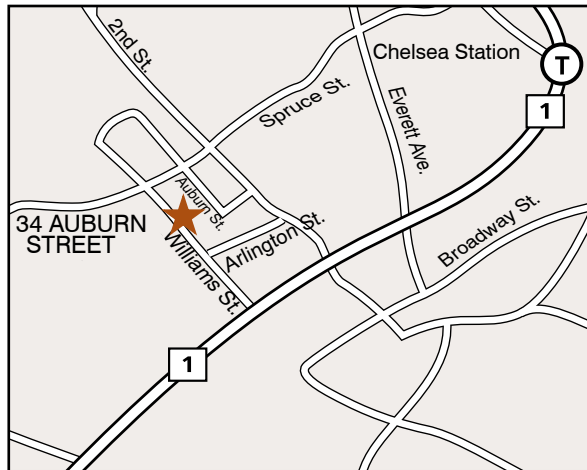 2nd St.
Chelsea Station
T
Spruce St.
Everett Ave.
1
Auburn St.
34 AUBURN
STREET
Williams St.
Arlington St.
Broadway St.
1